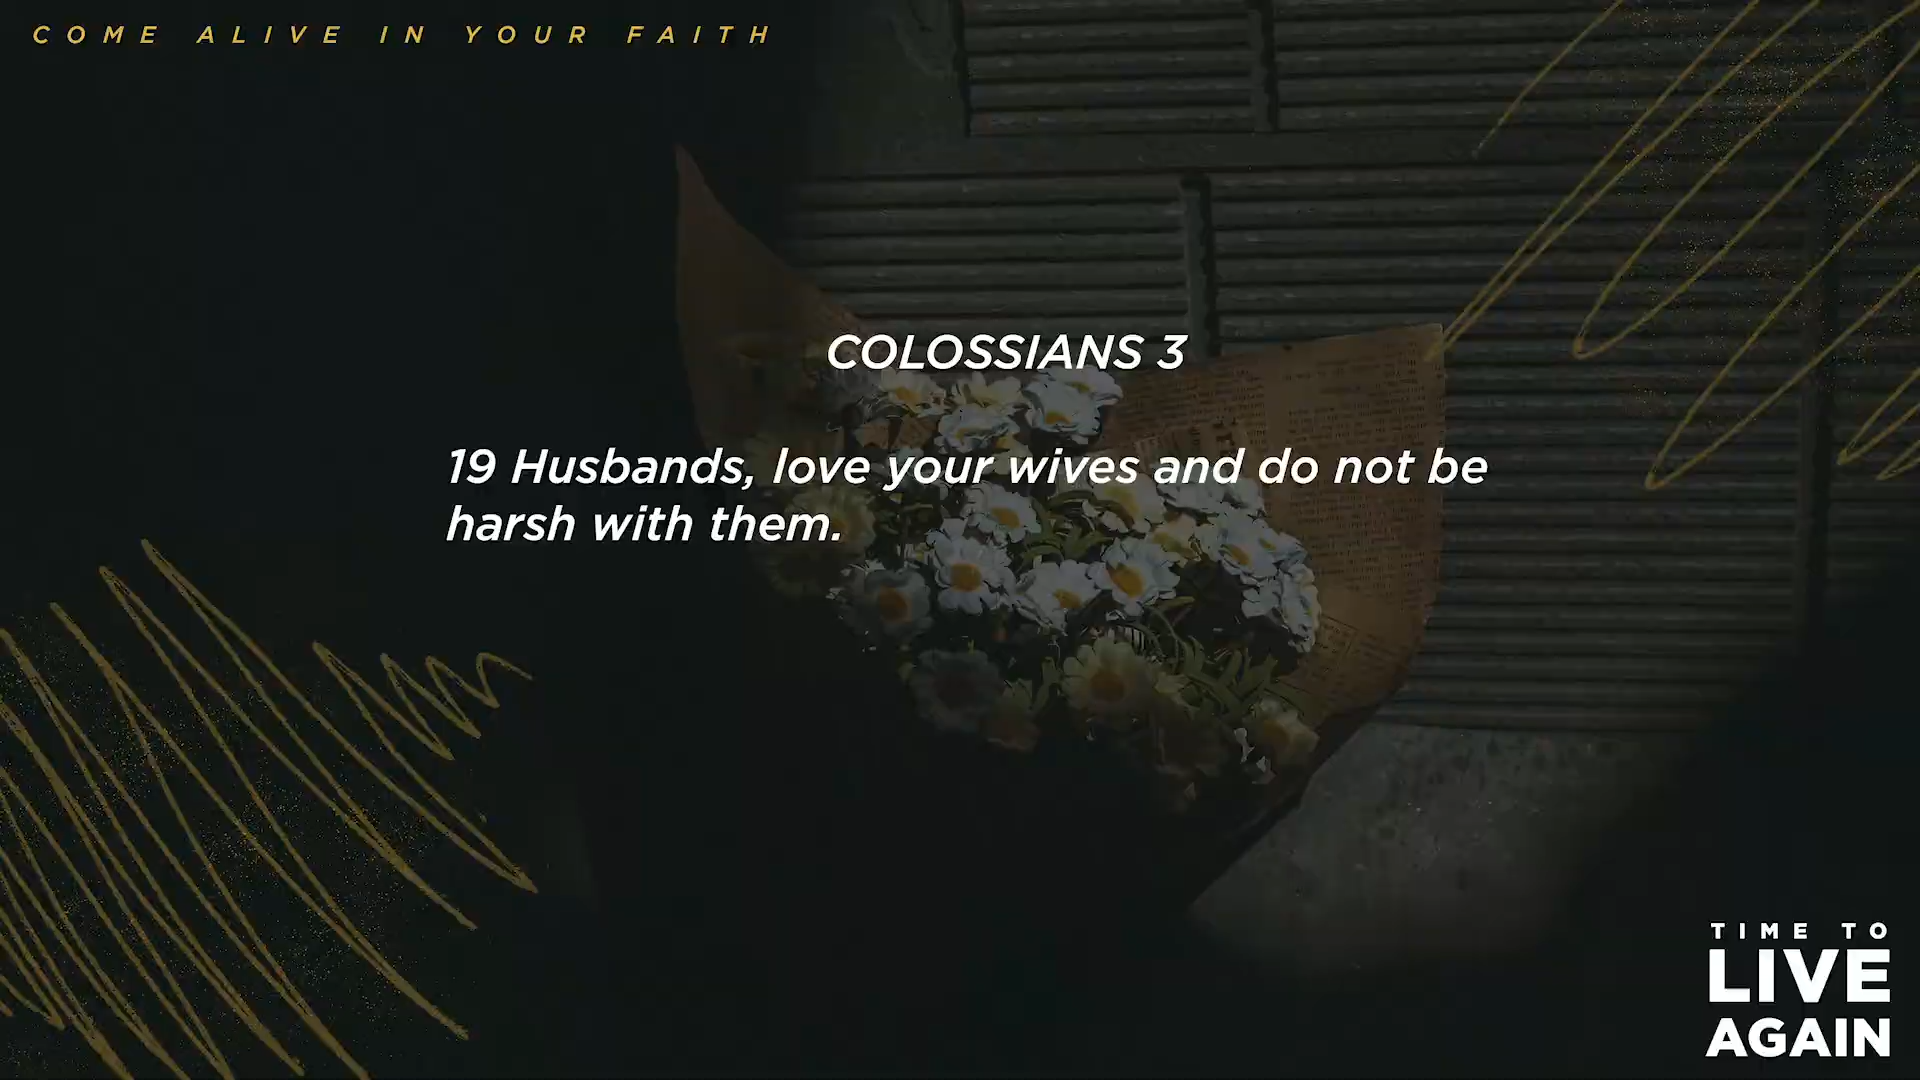 COME ALIVE IN YOUR FAITH
COLOSSIANS 3
19 Husbands, love your wives and do not be
harsh with them.
TIME TO
LIVE
AGAIN